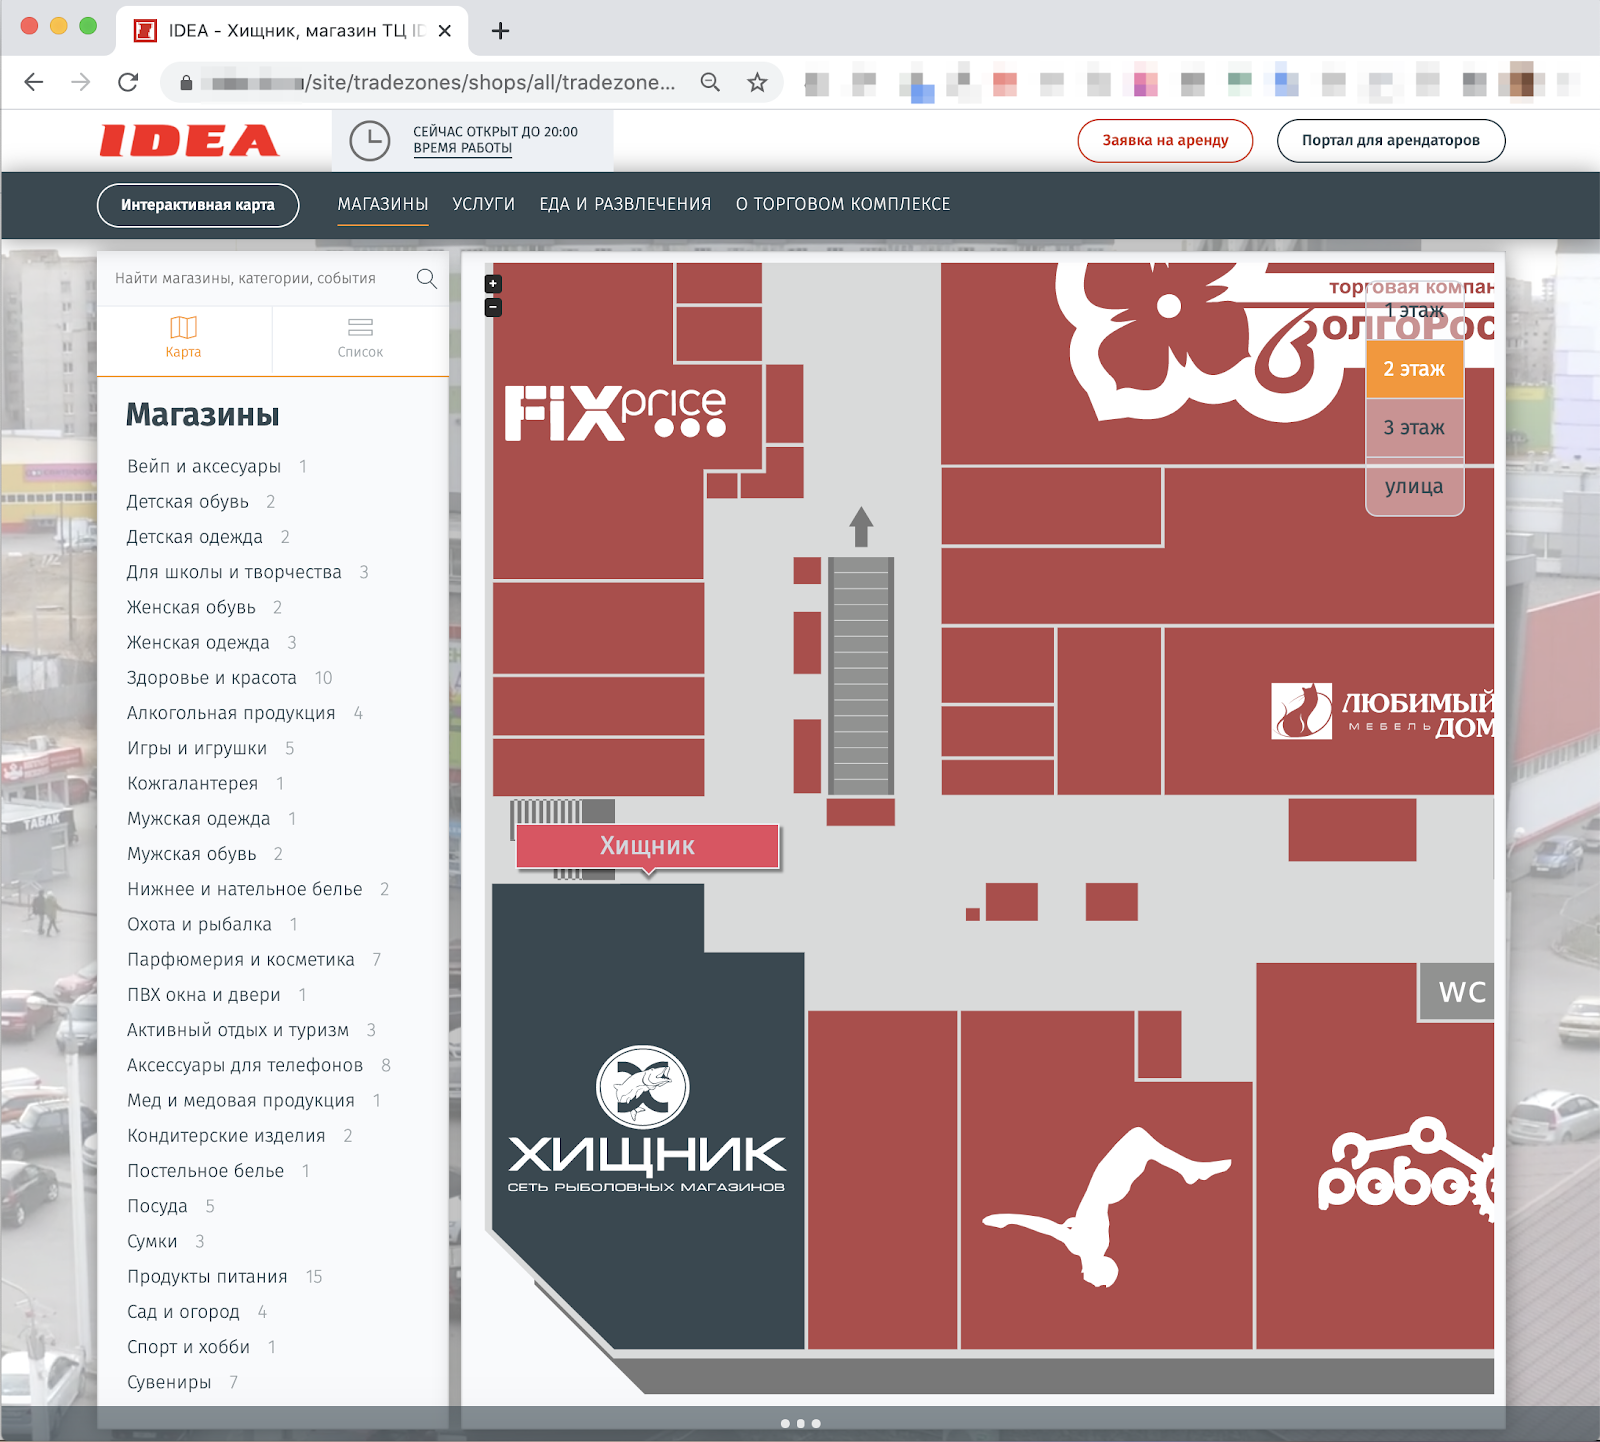 IDEA - Хищник, магазин ТЦ ID
/site/tradezones/shops/all/tradezone...
IDEA
СЕЙЧАС ОТКРЫТ ДО 20:00
ВРЕМЯ РАБОТЫ
Заявка на аренду
Портал для арендаторов
Интерактивная карта
МАГАЗИНЫ
УСЛУГИ
ЕДА И РАЗВЛЕЧЕНИЯ
О ТОРГОВОМ КОМПЛЕКСЕ
Найти магазины, категории, события
Карта
Список
Магазины
Вейп и аксесуары 1
Детская обувь 2
Детская одежда 2
Для школы и творчества 3
Женская обувь 2
Женская одежда 3
Здоровье и красота 10
Алкогольная продукция 4
Игры и игрушки 5
Кожгалантерея 1
Мужская одежда 1
Мужская обувь 2
Нижнее и нательное белье 2
Охота и рыбалка 1
Парфюмерия и косметика 7
ПВХ окна и двери 1
Активный отдых и туризм 3
Аксессуары для телефонов 8
Мед и медовая продукция 1
Кондитерские изделия 2
Постельное белье 1
Посуда 5
Сумки 3
Продукты питания 15
Сад и огород 4
Спорт и хобби 1
Сувениры 7
+
−
Fix price
торговая компан
ВолгоРос
1 этаж
2 этаж
3 этаж
улица
ЛЮБИМЫЙ
МЕБЕЛЬ ДОМ
Хищник
WC
ХИЩНИК
СЕТЬ РЫБОЛОВНЫХ МАГАЗИНОВ
робо
ТАБАК